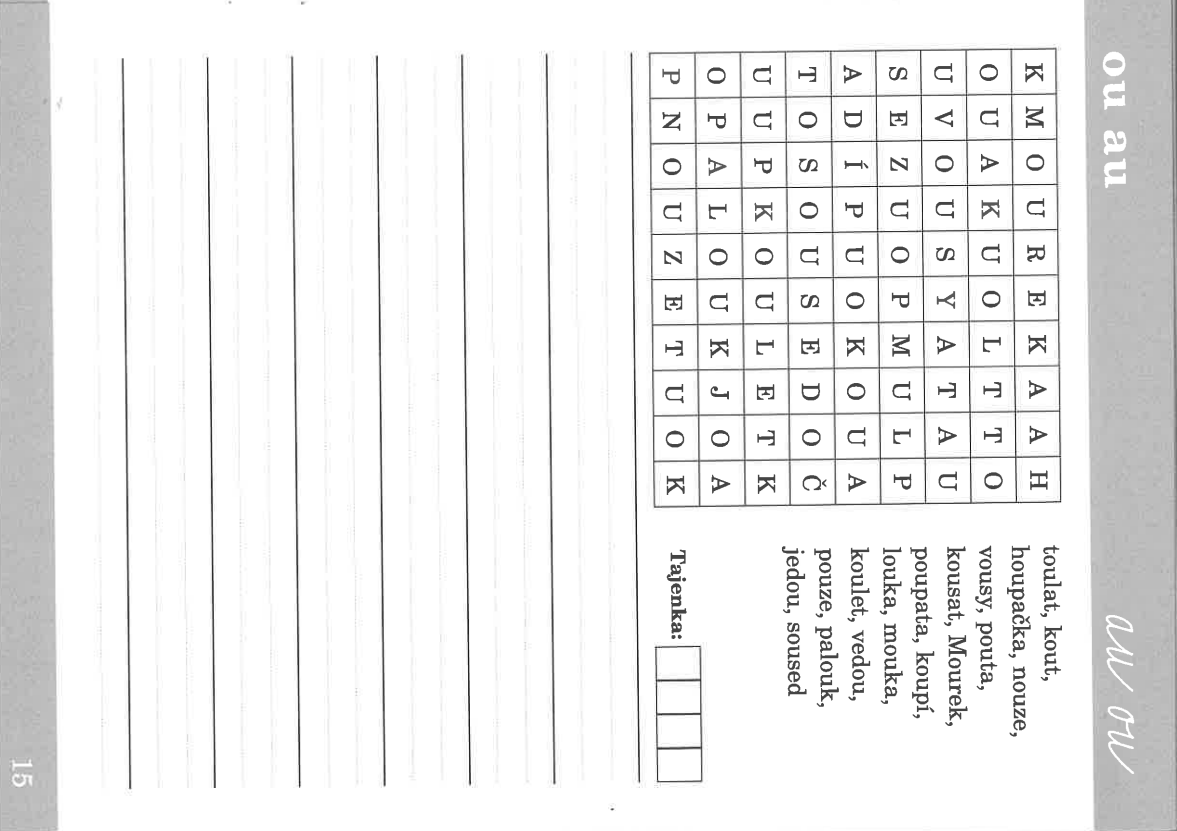 ou au
au ou
K M O U R E K A A H
O U A K U O L T T O
U V O U S Y A T A U
S E Z U O P M U L P
A D Í P U O K O U A
T O S O U S E D O Č
U U P K O U L E T K
O P A L O U K J O A
P N O U Z E T U O K
toulat, kout,
houpačka, nouze,
vousy, pouta,
kousat, Mourek,
poupata, koupí,
louka, mouka,
koulet, vedou,
pouze, palouk,
jedou, soused
Tajenka:
15